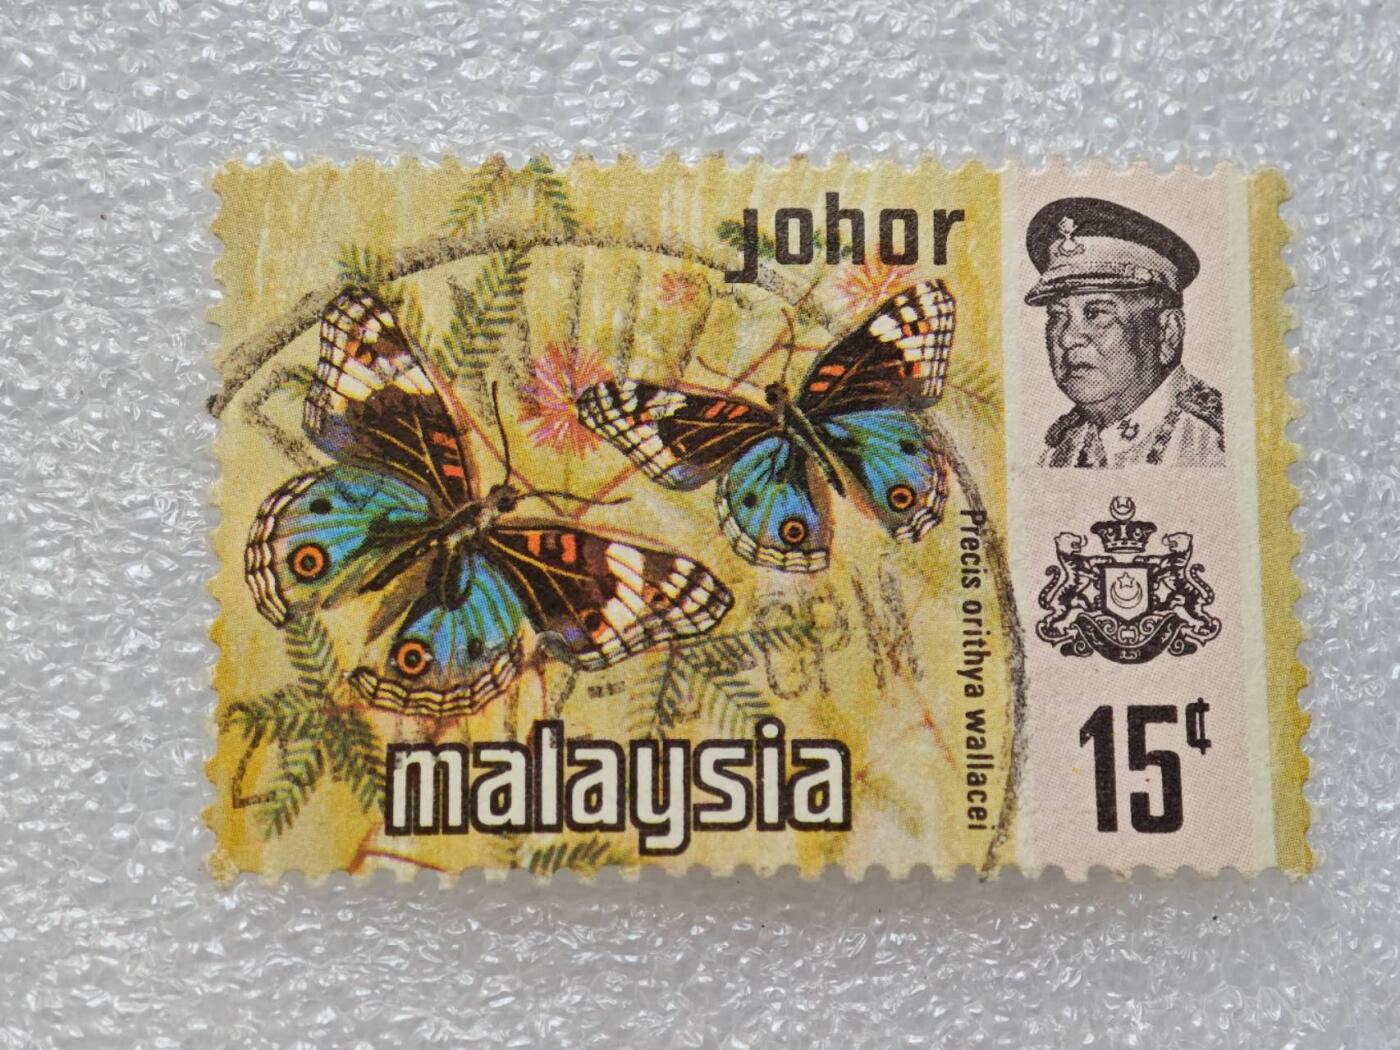 johor
Precis orithya wallacei
malaysia
15¢